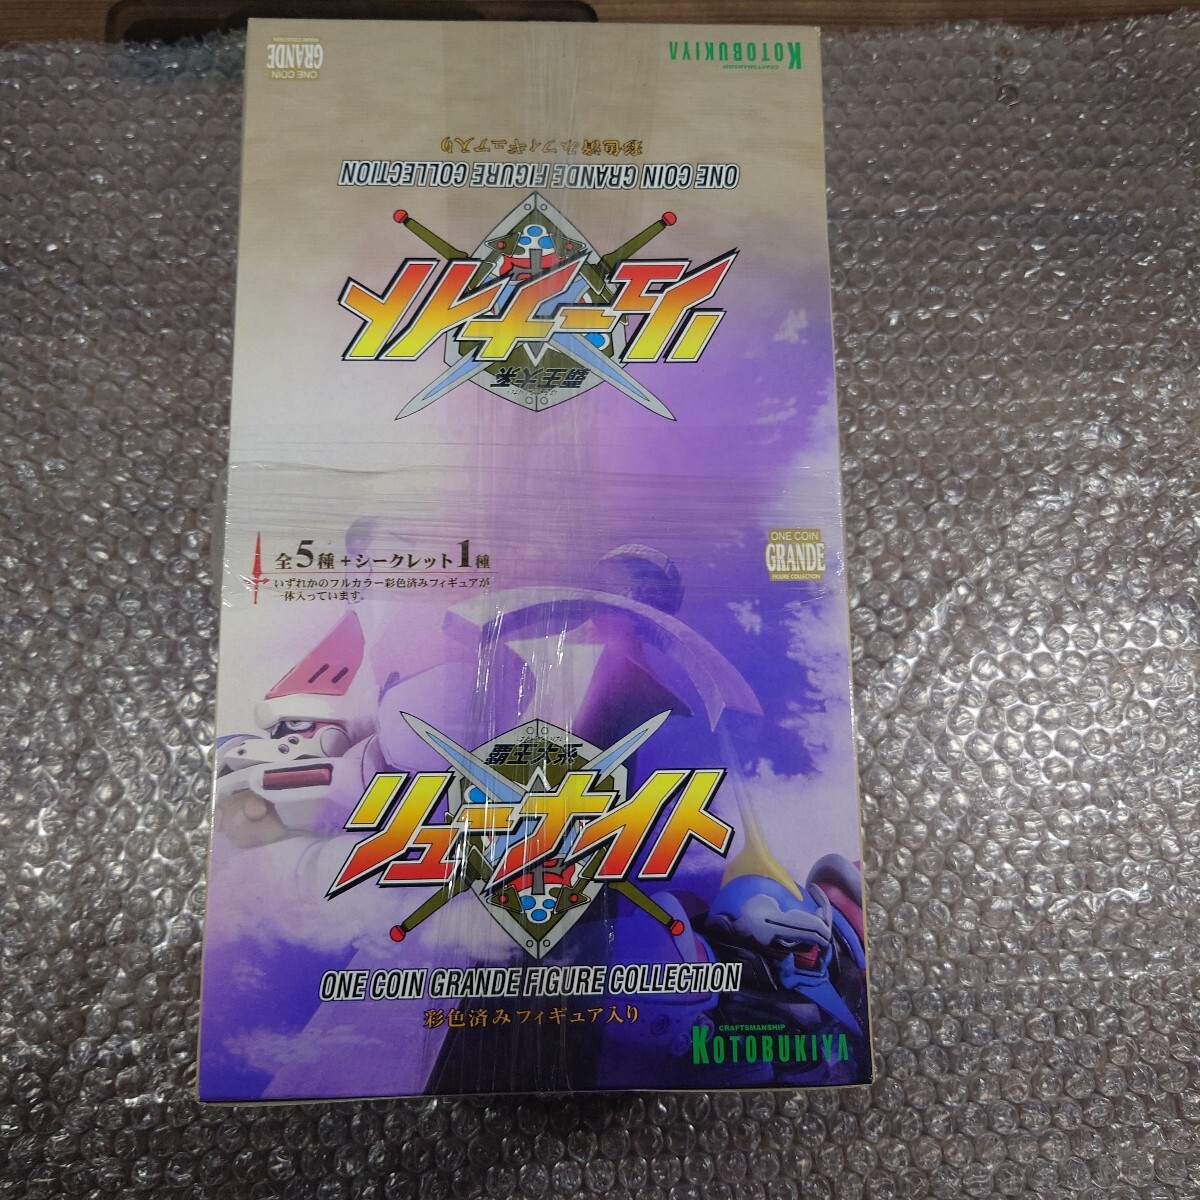 CRAFTSMANSHIP
KOTOBUKIYA
ONE COIN
GRANDE
FIGURE COLLECTION
彩色済みフィギュア入り
ONE COIN GRANDE FIGURE COLLECTION
リューナイト
覇王大系
全5種+シークレット1種
いずれかのフルカラー彩色済みフィギュアが
一体入っています。
ONE COIN
GRANDE
FIGURE COLLECTION
覇王大系
リューナイト
ONE COIN GRANDE FIGURE COLLECTION
彩色済みフィギュア入り
CRAFTSMANSHIP
KOTOBUKIYA